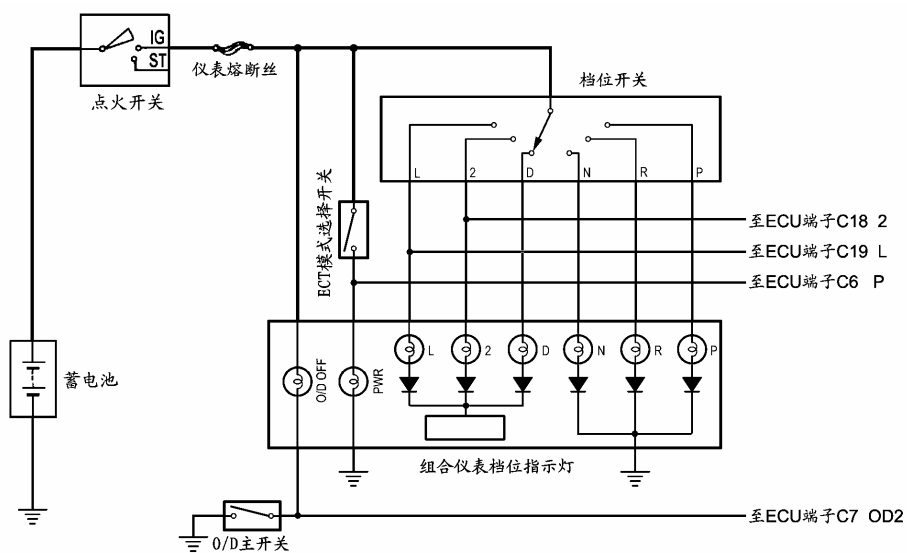 IG
ST
点火开关
仪表熔断丝
档位开关
L 2 D N R P
ECT模式选择开关
至ECU端子C18 2
至ECU端子C19 L
至ECU端子C6 P
蓄电池
O/D OFF
PWR
L 2 D N R P
组合仪表档位指示灯
O/D主开关
至ECU端子C7 OD2